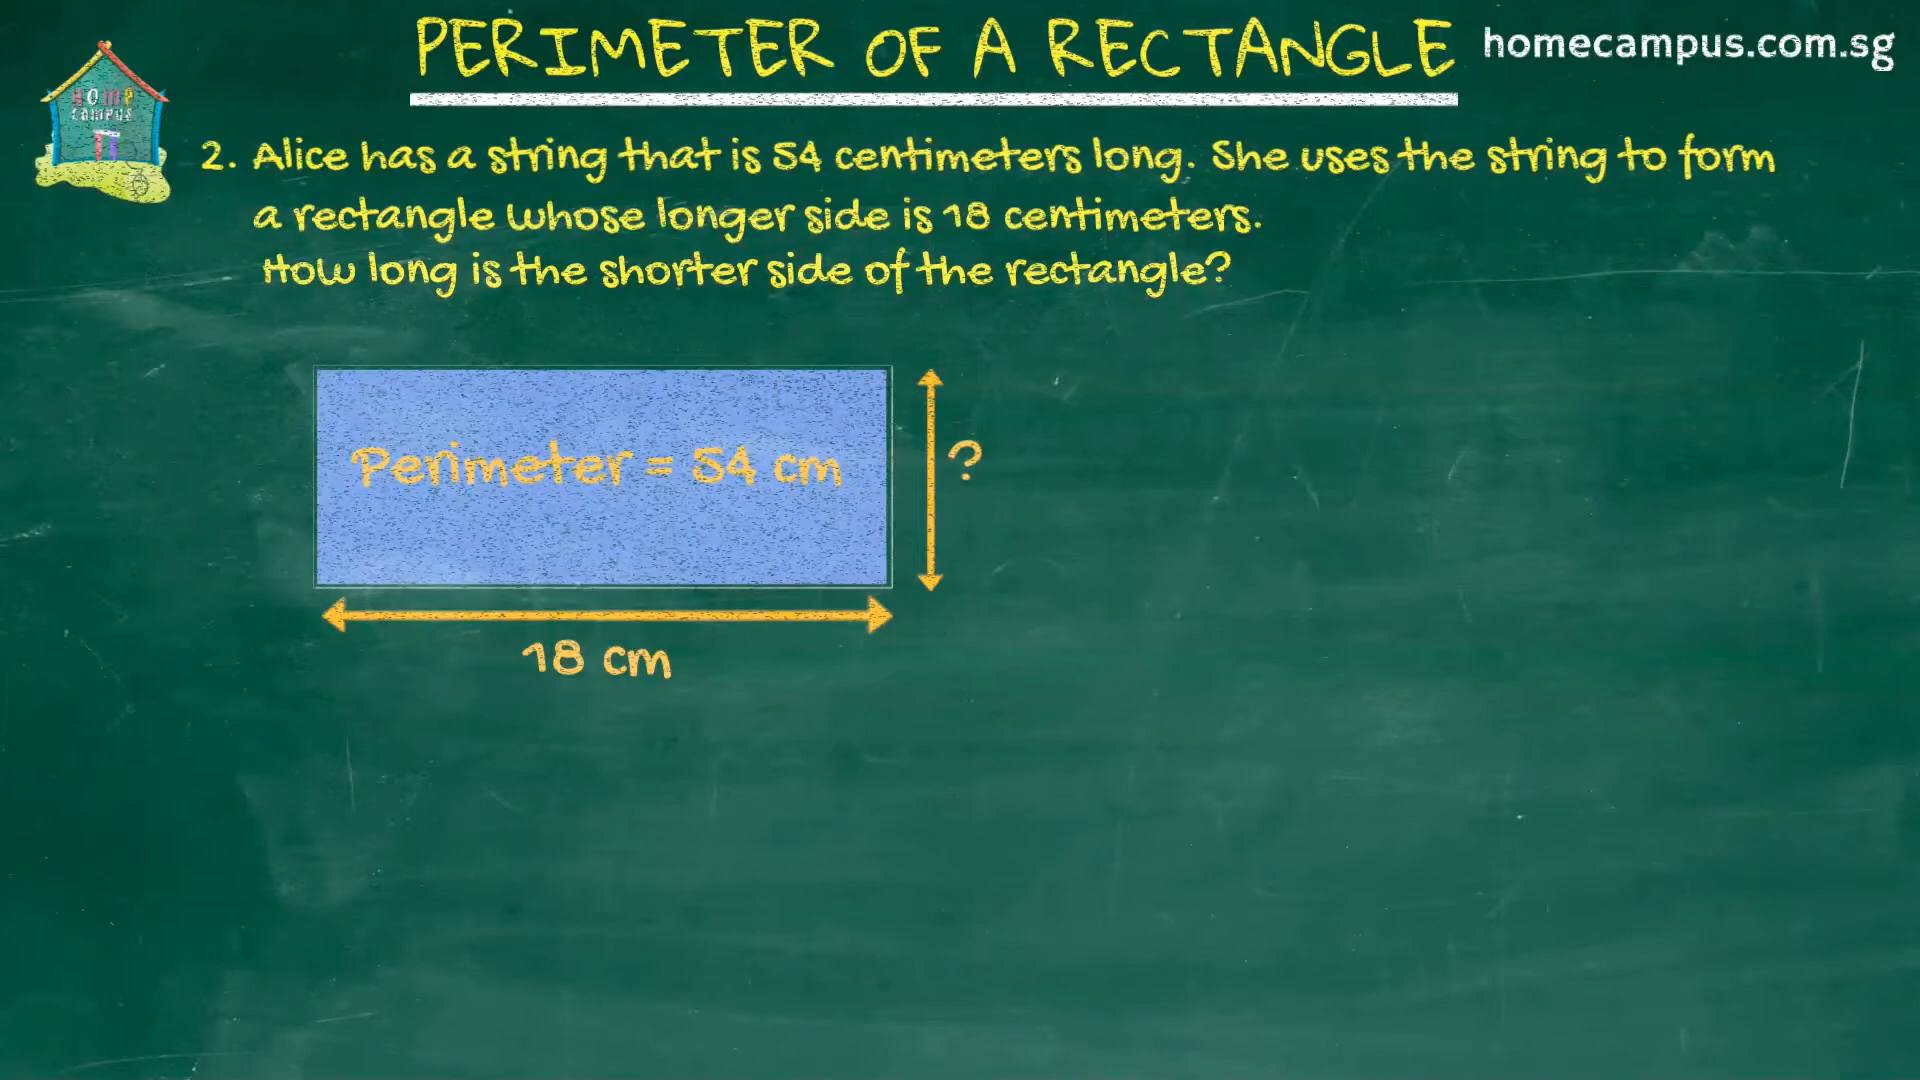 PERIMETER OF A RECTANGLE
homecampus.com.sg
HOME
campus
2. Alice has a string that is 54 centimeters long. She uses the string to form
a rectangle whose longer side is 18 centimeters.
How long is the shorter side of the rectangle?
Perimeter = 54 cm
?
18 cm